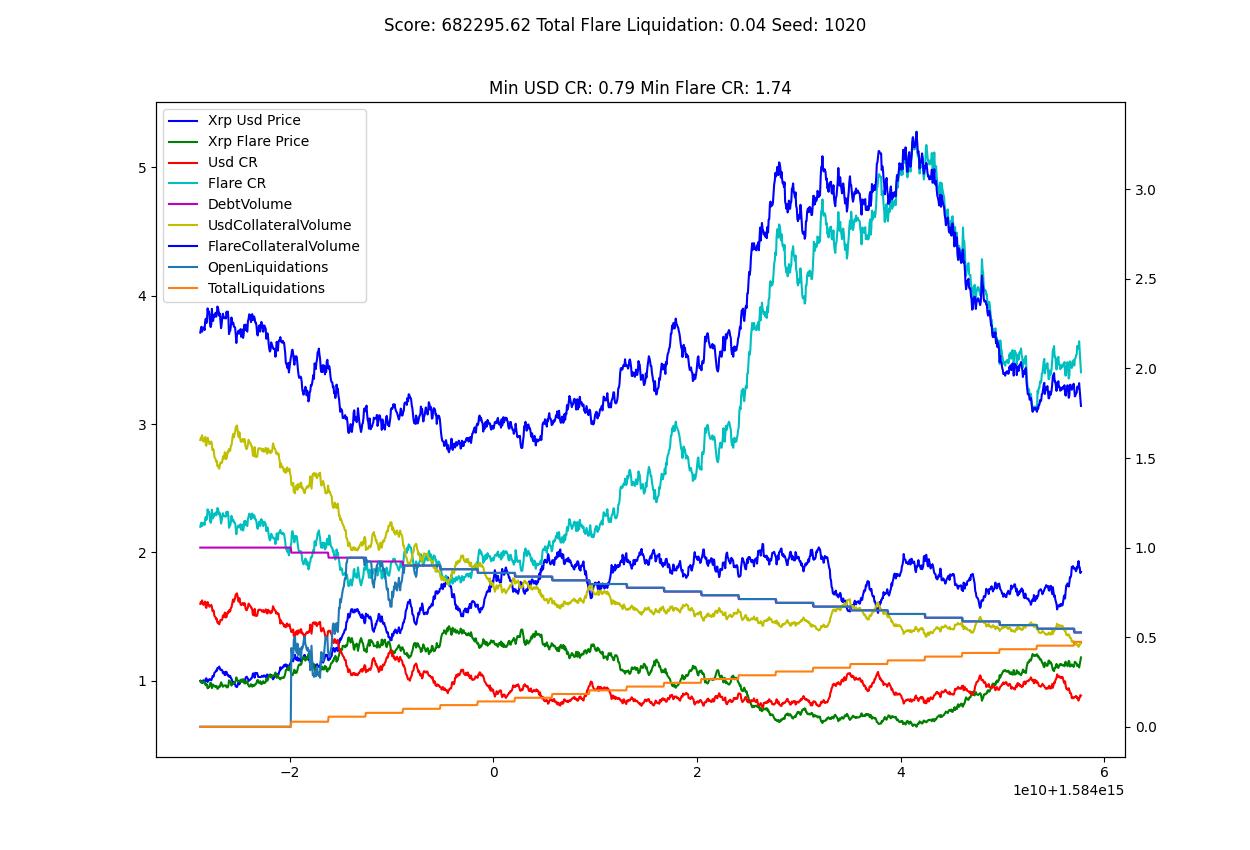 Score: 682295.62 Total Flare Liquidation: 0.04 Seed: 1020
Min USD CR: 0.79 Min Flare CR: 1.74
Xrp Usd Price
Xrp Flare Price
Usd CR
Flare CR
DebtVolume
UsdCollateralVolume
FlareCollateralVolume
OpenLiquidations
TotalLiquidations
5
4
3
2
1
3.0
2.5
2.0
1.5
1.0
0.5
0.0
−2
0
2
4
6
1e10+1.584e15